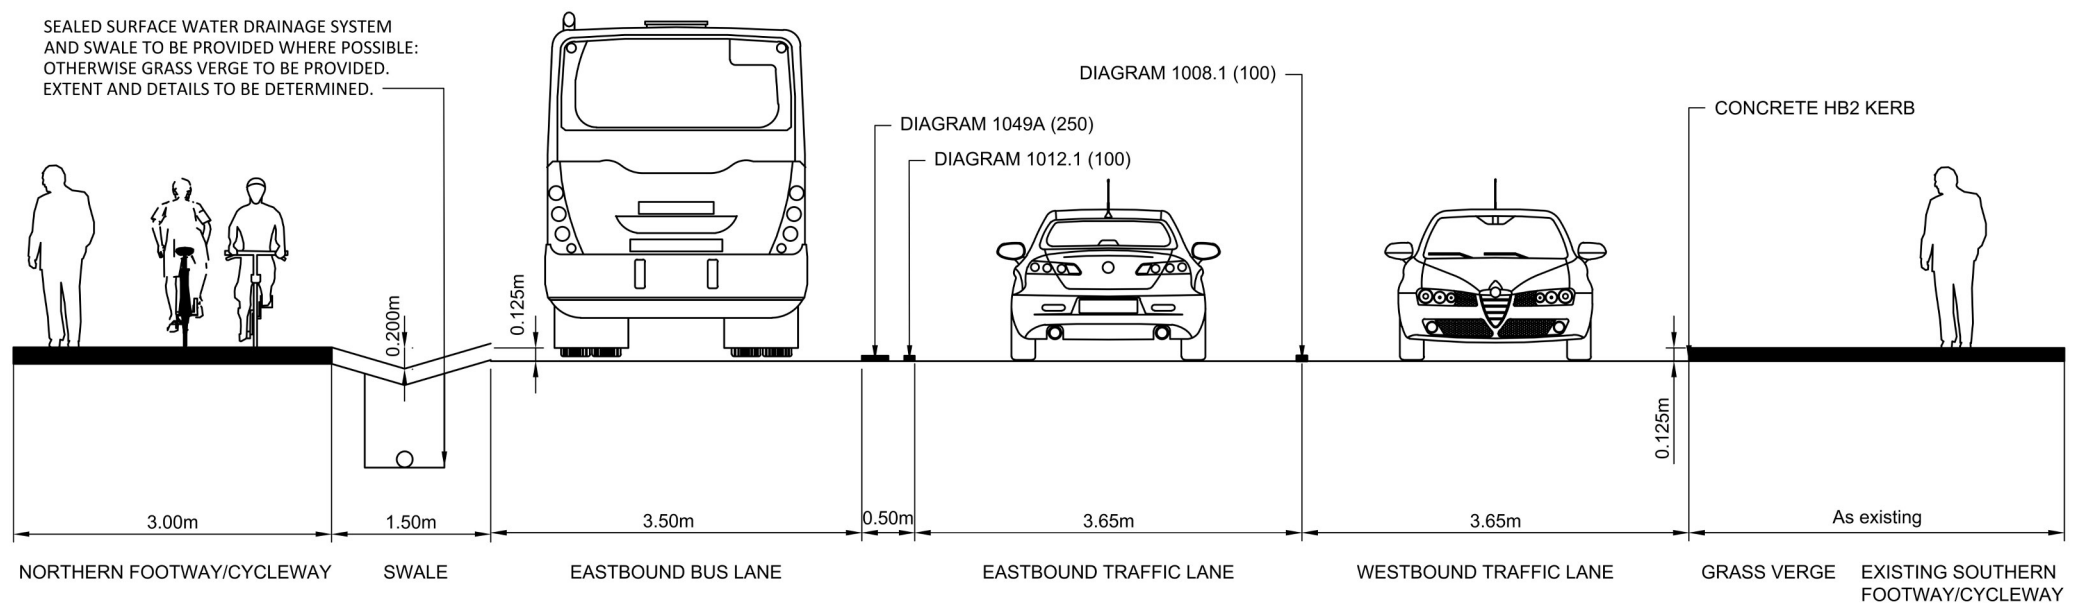 SEALED SURFACE WATER DRAINAGE SYSTEM
AND SWALE TO BE PROVIDED WHERE POSSIBLE:
OTHERWISE GRASS VERGE TO BE PROVIDED.
EXTENT AND DETAILS TO BE DETERMINED.
DIAGRAM 1008.1 (100)
CONCRETE HB2 KERB
DIAGRAM 1049A (250)
DIAGRAM 1012.1 (100)
0.200m
0.125m
0.125m
3.00m
1.50m
3.50m
0.50m
3.65m
3.65m
As existing
NORTHERN FOOTWAY/CYCLEWAY
SWALE
EASTBOUND BUS LANE
EASTBOUND TRAFFIC LANE
WESTBOUND TRAFFIC LANE
GRASS VERGE
EXISTING SOUTHERN
FOOTWAY/CYCLEWAY